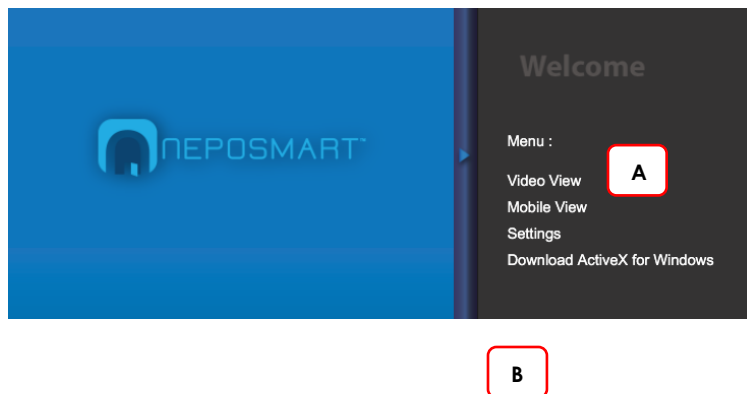 Welcome
NEPOSMART™
Menu :
A
Video View
Mobile View
Settings
Download ActiveX for Windows
B